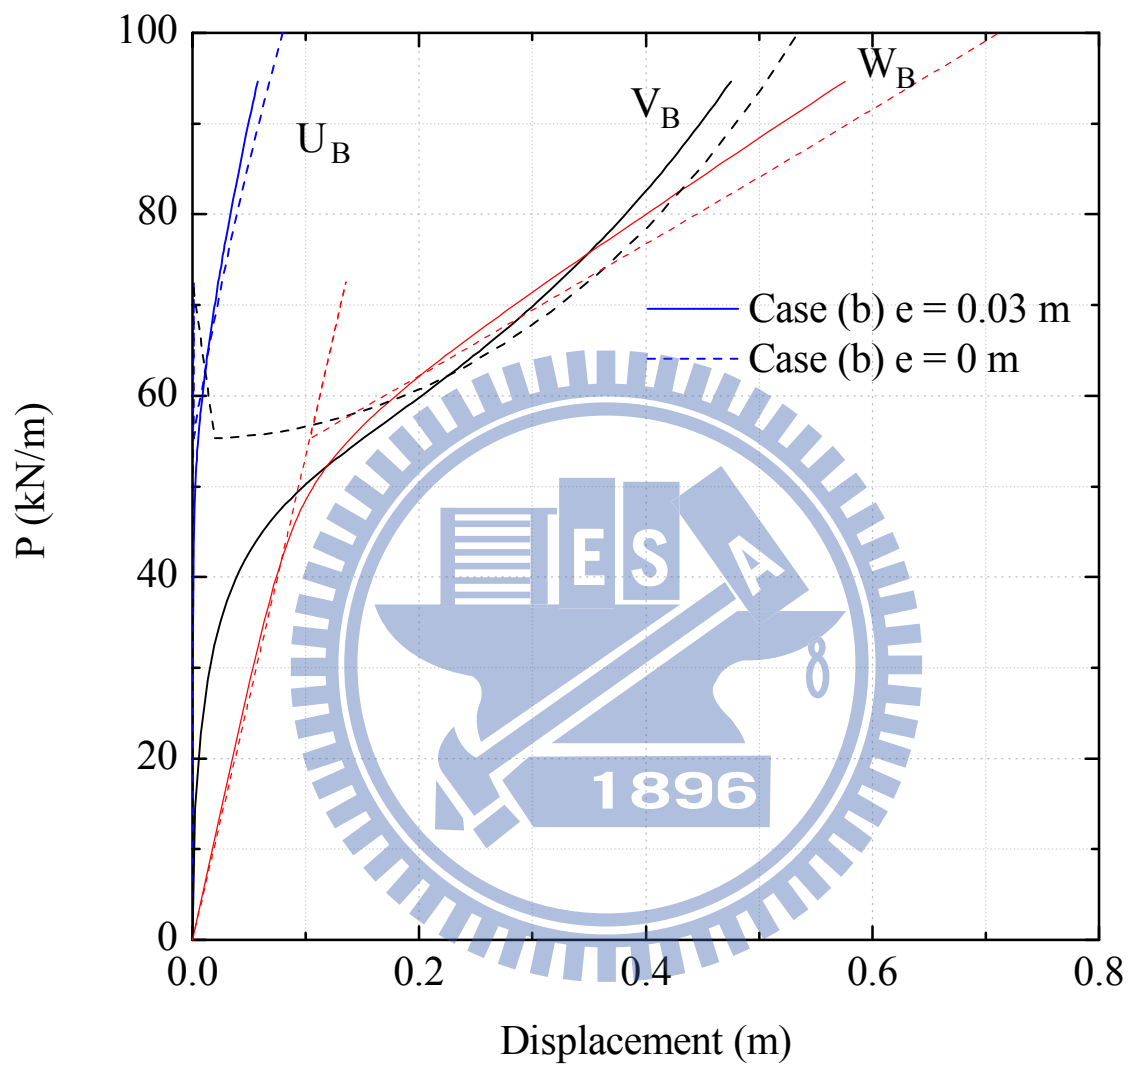 100
80
60
40
20
0
0.0
0.2
0.4
0.6
0.8
P (kN/m)
Displacement (m)
U_B
V_B
W_B
Case (b) e = 0.03 m
Case (b) e = 0 m
E S A
1896